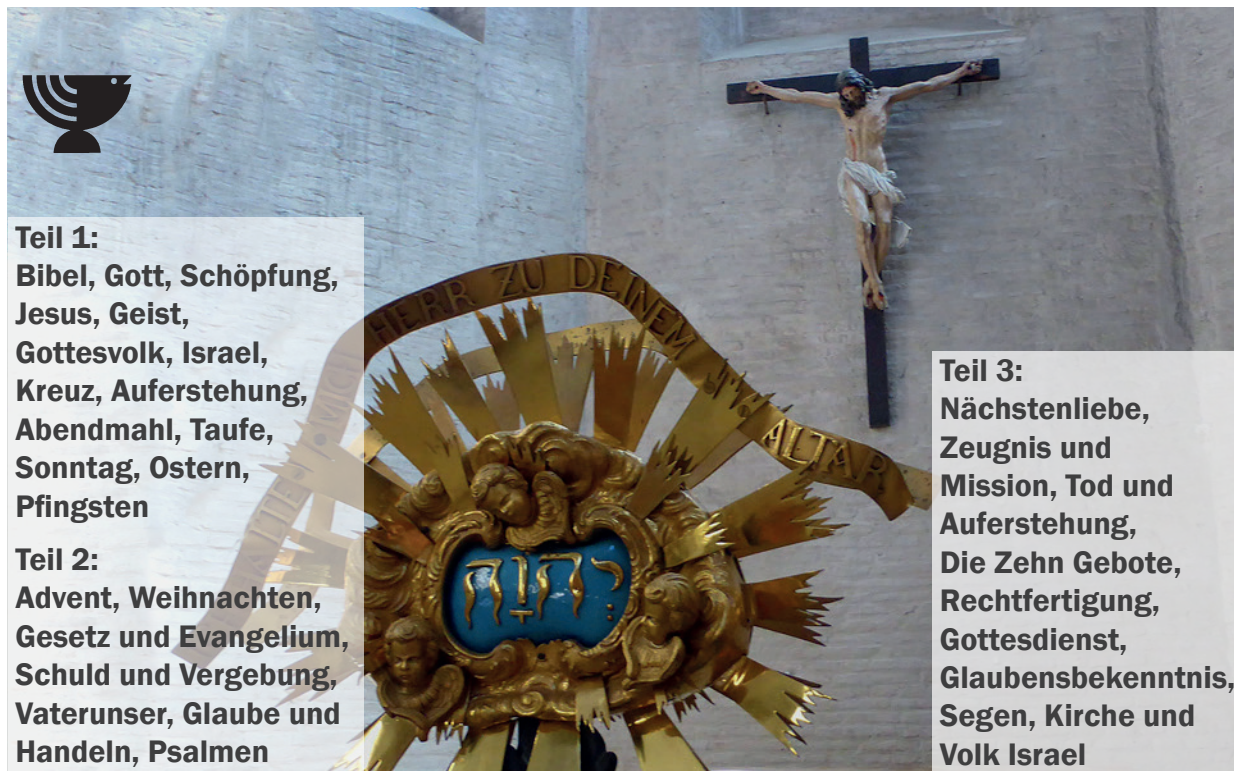 HERR ZU DEINEM ALTAR
יְהוָה
Teil 1:
Bibel, Gott, Schöpfung,
Jesus, Geist,
Gottesvolk, Israel,
Kreuz, Auferstehung,
Abendmahl, Taufe,
Sonntag, Ostern,
Pfingsten
Teil 2:
Advent, Weihnachten,
Gesetz und Evangelium,
Schuld und Vergebung,
Vaterunser, Glaube und
Handeln, Psalmen
Teil 3:
Nächstenliebe,
Zeugnis und
Mission, Tod und
Auferstehung,
Die Zehn Gebote,
Rechtfertigung,
Gottesdienst,
Glaubensbekenntnis,
Segen, Kirche und
Volk Israel